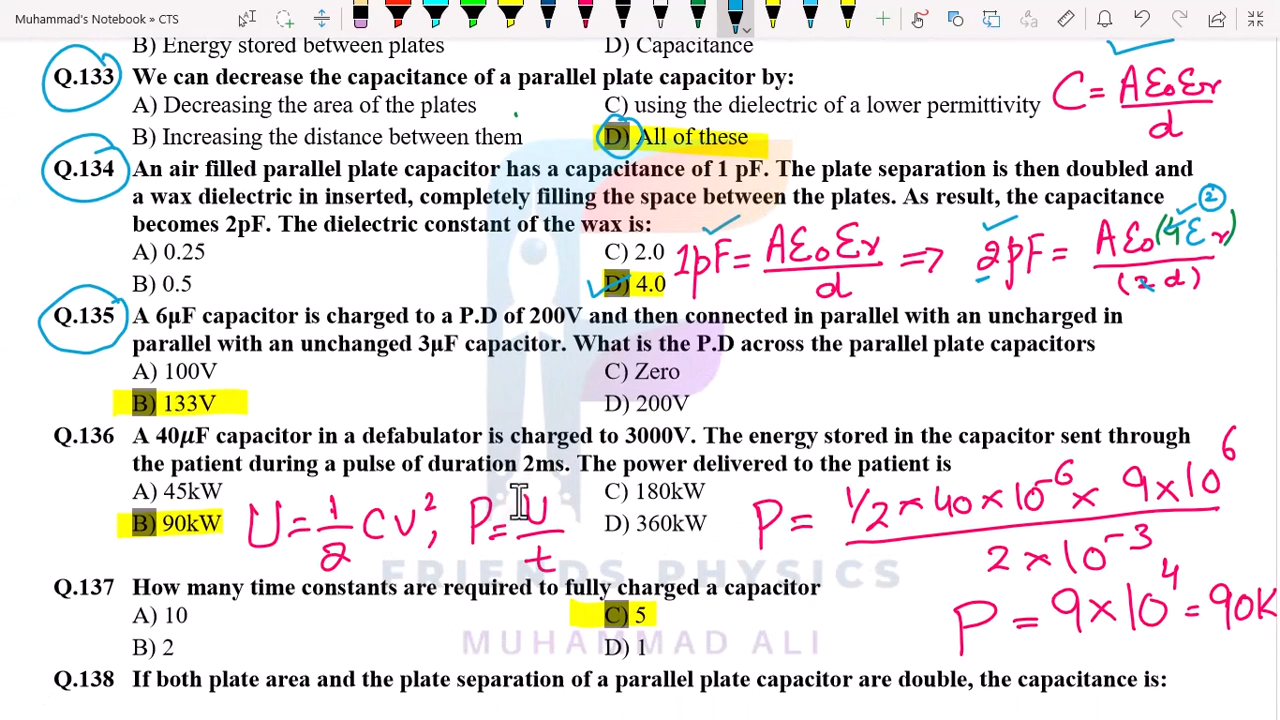 Muhammad's Notebook » CTS
B) Energy stored between plates D) Capacitance
Q.133 We can decrease the capacitance of a parallel plate capacitor by:
A) Decreasing the area of the plates C) using the dielectric of a lower permittivity
B) Increasing the distance between them D) All of these
C = Aε₀εr / d
Q.134 An air filled parallel plate capacitor has a capacitance of 1 pF. The plate separation is then doubled and
a wax dielectric in inserted, completely filling the space between the plates. As result, the capacitance
becomes 2pF. The dielectric constant of the wax is:
A) 0.25 C) 2.0
B) 0.5 D) 4.0
1pF = Aε₀εr / d => 2pF = Aε₀(4εr) / (2d)
2
Q.135 A 6μF capacitor is charged to a P.D of 200V and then connected in parallel with an uncharged in
parallel with an unchanged 3μF capacitor. What is the P.D across the parallel plate capacitors
A) 100V C) Zero
B) 133V D) 200V
Q.136 A 40μF capacitor in a defabulator is charged to 3000V. The energy stored in the capacitor sent through
the patient during a pulse of duration 2ms. The power delivered to the patient is
A) 45kW C) 180kW
B) 90kW D) 360kW
U = 1/2 CV², P = U/t
P = 1/2 × 40 × 10⁻⁶ × 9 × 10⁶ / 2 × 10⁻³
P = 9 × 10⁴ = 90K
FRIENDS PHYSICS
Q.137 How many time constants are required to fully charged a capacitor
A) 10 C) 5
B) 2 D) 1
MUHAMMAD ALI
Q.138 If both plate area and the plate separation of a parallel plate capacitor are double, the capacitance is: